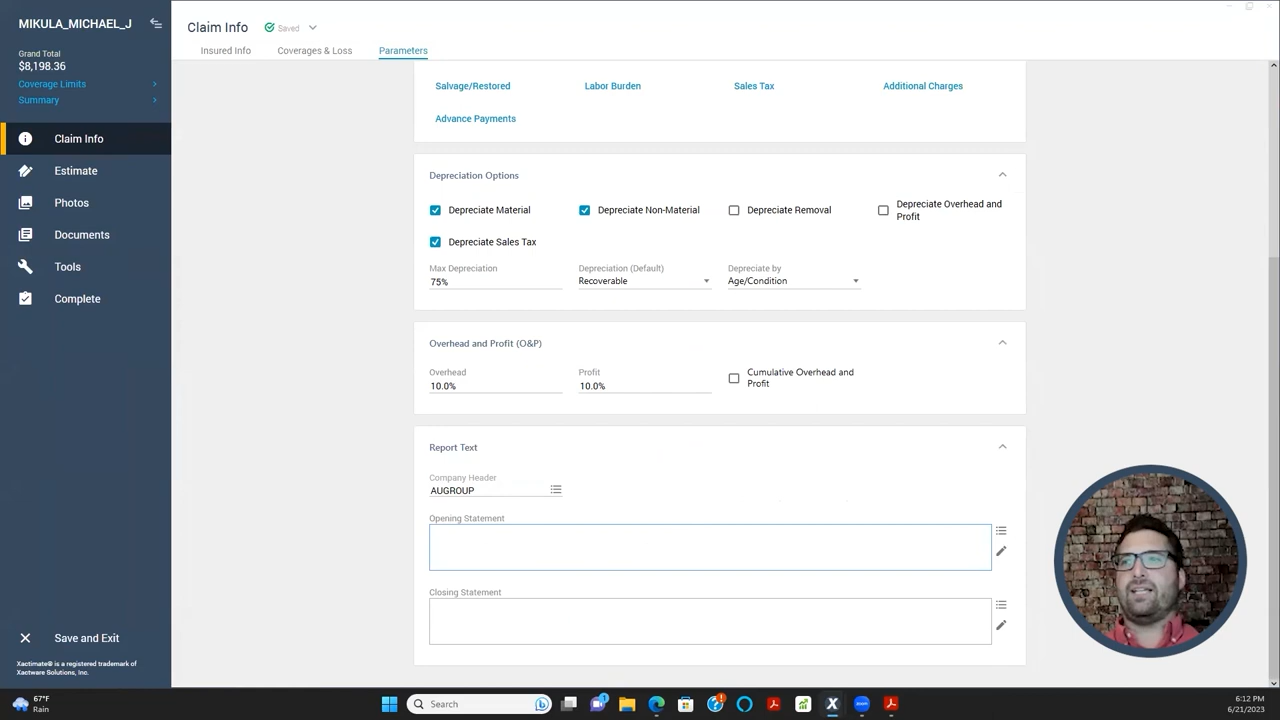 MIKULA_MICHAEL_J
Grand Total
$8,198.36
Coverage Limits
Summary
Claim Info
Estimate
Photos
Documents
Tools
Complete
Save and Exit
Xactimate® is a registered trademark of
Xactware Solutions, Inc.
Claim Info
Saved
Insured Info
Coverages & Loss
Parameters
Salvage/Restored
Labor Burden
Sales Tax
Additional Charges
Advance Payments
Depreciation Options
Depreciate Material
Depreciate Non-Material
Depreciate Removal
Depreciate Overhead and
Profit
Depreciate Sales Tax
Max Depreciation
75%
Depreciation (Default)
Recoverable
Depreciate by
Age/Condition
Overhead and Profit (O&P)
Overhead
10.0%
Profit
10.0%
Cumulative Overhead and
Profit
Report Text
Company Header
AUGROUP
Opening Statement
Closing Statement
67°F
Rain
Search
zoom
6:12 PM
6/21/2023